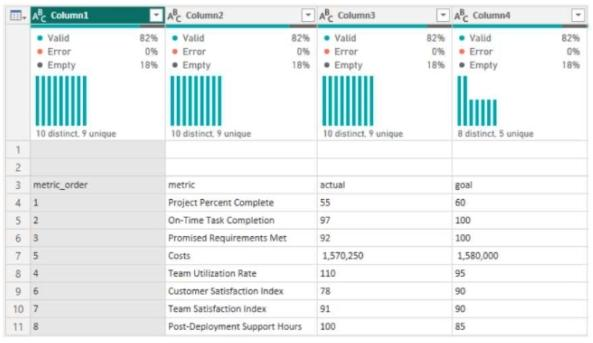 ABC Column1 ABC Column2 ABC Column3 ABC Column4
Valid 82% Valid 82% Valid 82% Valid 82%
Error 0% Error 0% Error 0% Error 0%
Empty 18% Empty 18% Empty 18% Empty 18%
10 distinct, 9 unique 10 distinct, 9 unique 10 distinct, 9 unique 8 distinct, 5 unique
1
2
3 metric_order metric actual goal
4 1 Project Percent Complete 55 60
5 2 On-Time Task Completion 97 100
6 3 Promised Requirements Met 92 100
7 5 Costs 1,570,250 1,580,000
8 4 Team Utilization Rate 110 95
9 6 Customer Satisfaction Index 78 90
10 7 Team Satisfaction Index 91 90
11 8 Post-Deployment Support Hours 100 85